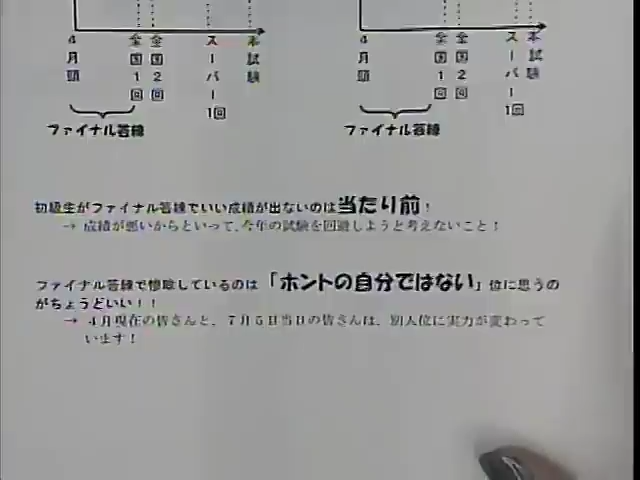 4月頭 全国1回 全国2回 スーパー1回 本試験
4月頭 全国1回 全国2回 スーパー1回 本試験
ファイナル答練
ファイナル答練
初級生がファイナル答練でいい成績が出ないのは当たり前!
→ 成績が悪いからといって、今年の試験を回避しようと考えないこと!
ファイナル答練で惨敗しているのは「ホントの自分ではない」位に思うの
がちょうどいい!!
→ 4月現在の皆さんと、7月5日当日の皆さんは、別人位に実力が変わって
います!